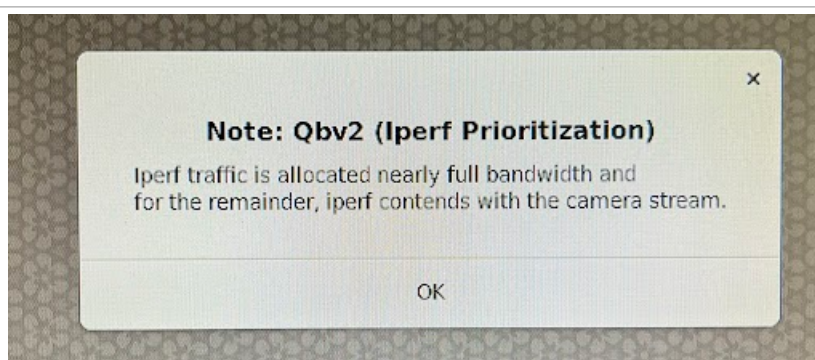 Note: Qbv2 (Iperf Prioritization)
Iperf traffic is allocated nearly full bandwidth and
for the remainder, iperf contends with the camera stream.
OK